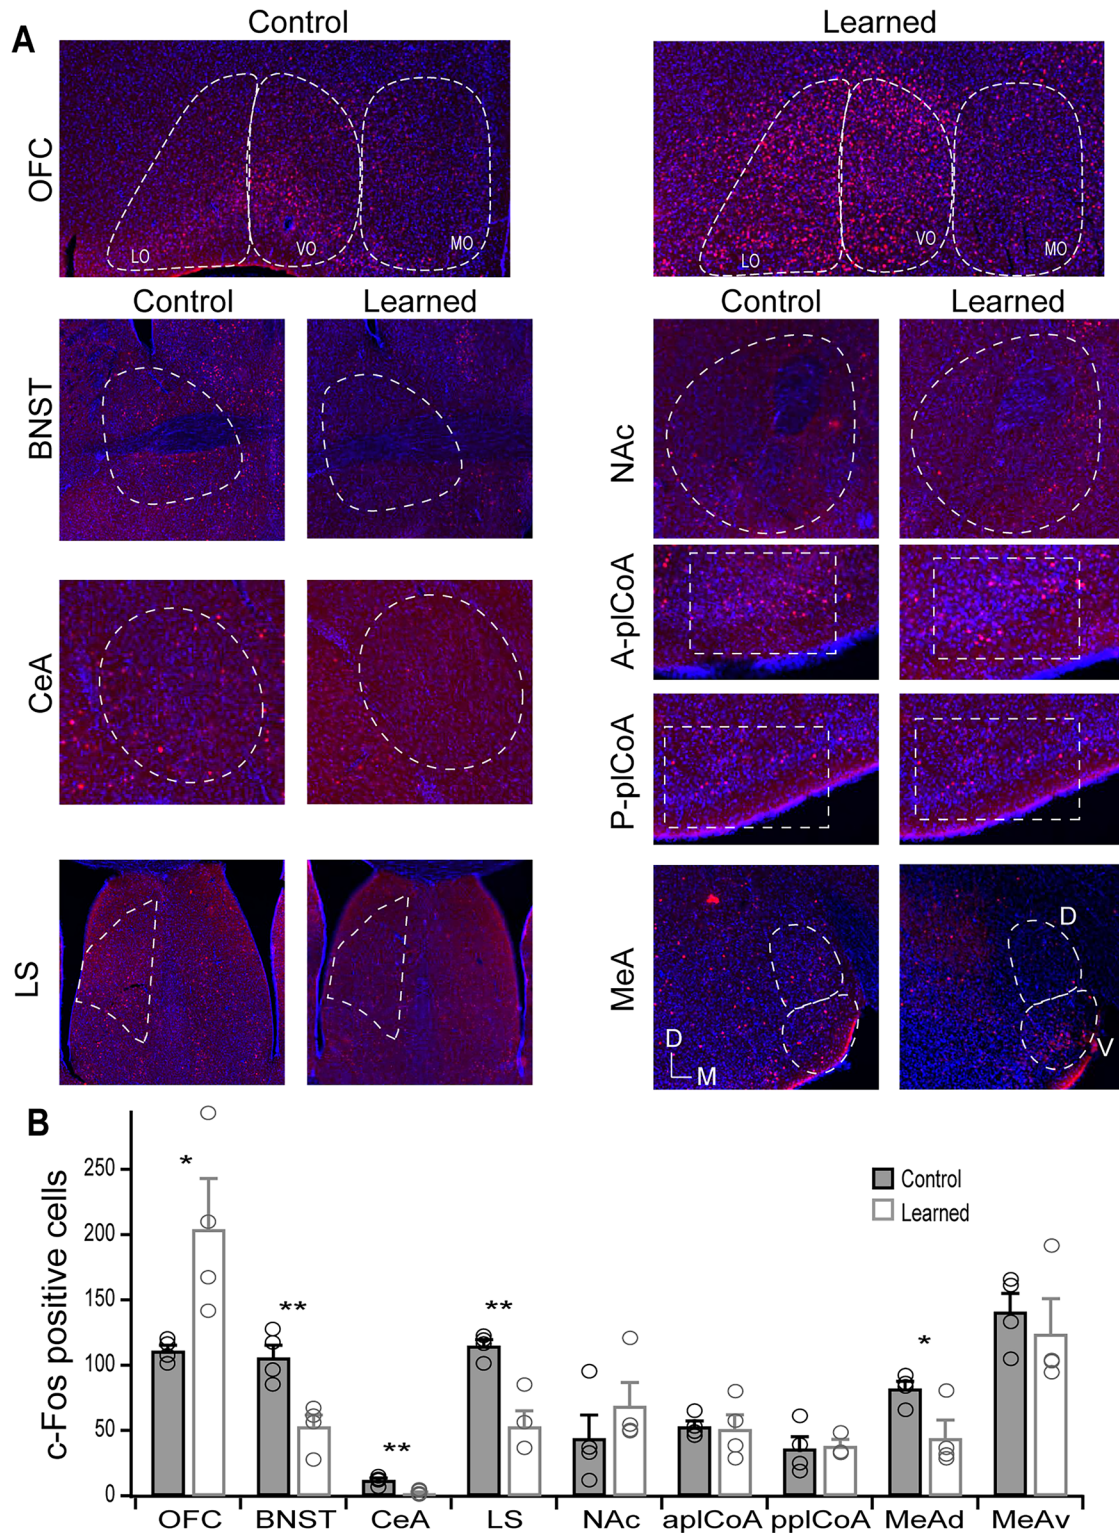 A
Control
Learned
OFC
LO
VO
MO
LO
VO
MO
Control
Learned
Control
Learned
BNST
NAc
CeA
A-plCoA
P-plCoA
LS
MeA
D
M
D
V
B
c-Fos positive cells
250
200
150
100
50
0
*
**
**
**
*
Control
Learned
OFC BNST CeA LS NAc aplCoA pplCoA MeAd MeAv